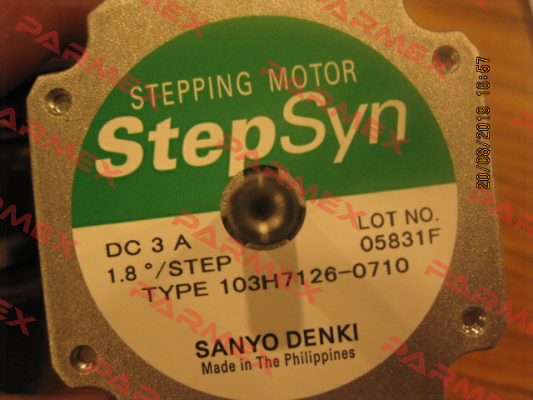 STEPPING MOTOR
StepSyn
DC 3 A
1.8°/STEP
LOT NO.
05831F
TYPE 103H7126-0710
SANYO DENKI
Made in The Philippines
20/08/2019 16:57
PARMEX